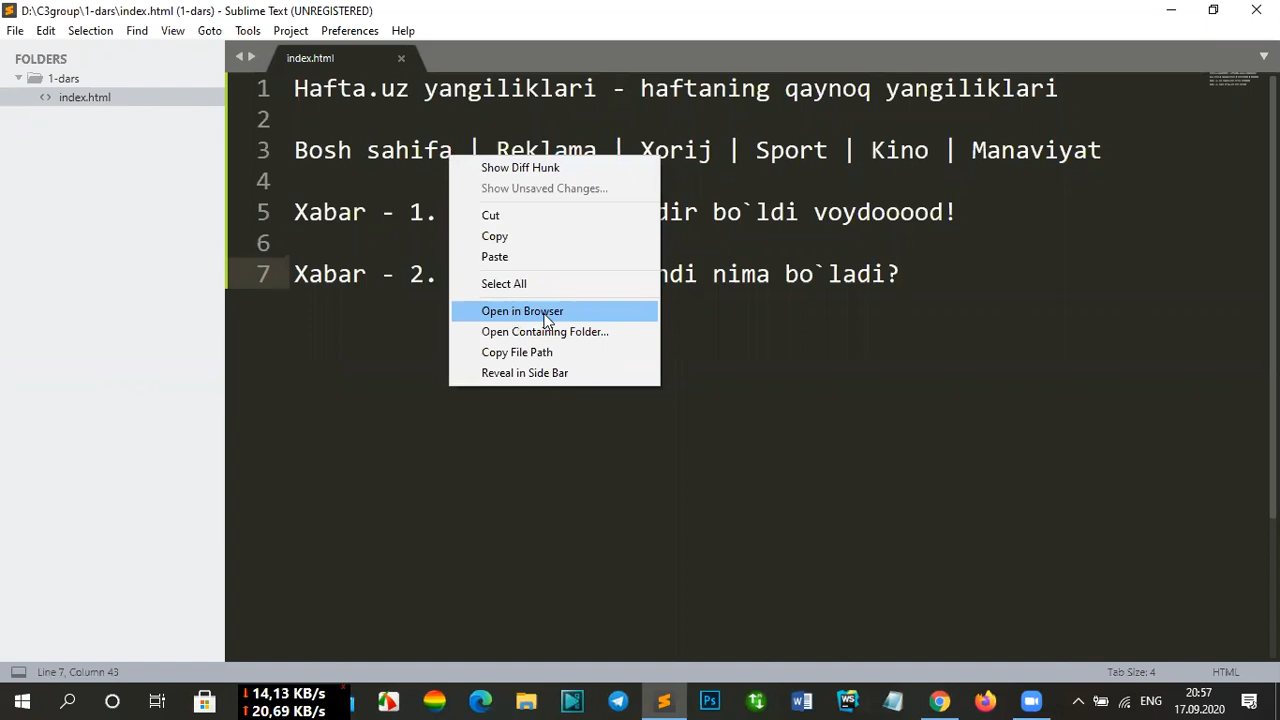 D:\C3group\1-dars\index.html (1-dars) - Sublime Text (UNREGISTERED)
File Edit Selection Find View Goto Tools Project Preferences Help
FOLDERS
1-dars
index.html
index.html
1 Hafta.uz yangiliklari - haftaning qaynoq yangiliklari
2
3 Bosh sahifa | Reklama | Xorij | Sport | Kino | Manaviyat
4
5 Xabar - 1. dir bo`ldi voydooood!
6
7 Xabar - 2. ndi nima bo`ladi?
Show Diff Hunk
Show Unsaved Changes...
Cut
Copy
Paste
Select All
Open in Browser
Open Containing Folder...
Copy File Path
Reveal in Side Bar
Line 7, Column 43
Tab Size: 4
HTML
14,13 KB/s
20,69 KB/s
ENG
20:57
17.09.2020